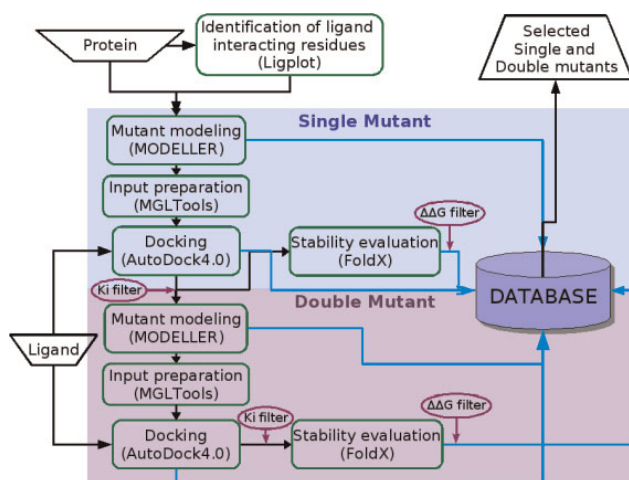 Protein
Identification of ligand
interacting residues
(Ligplot)
Selected
Single and
Double mutants
Single Mutant
Mutant modeling
(MODELLER)
Input preparation
(MGLTools)
ΔΔG filter
Docking
(AutoDock4.0)
Stability evaluation
(FoldX)
Ki filter
DATABASE
Double Mutant
Mutant modeling
(MODELLER)
Ligand
Input preparation
(MGLTools)
Ki filter
ΔΔG filter
Docking
(AutoDock4.0)
Stability evaluation
(FoldX)